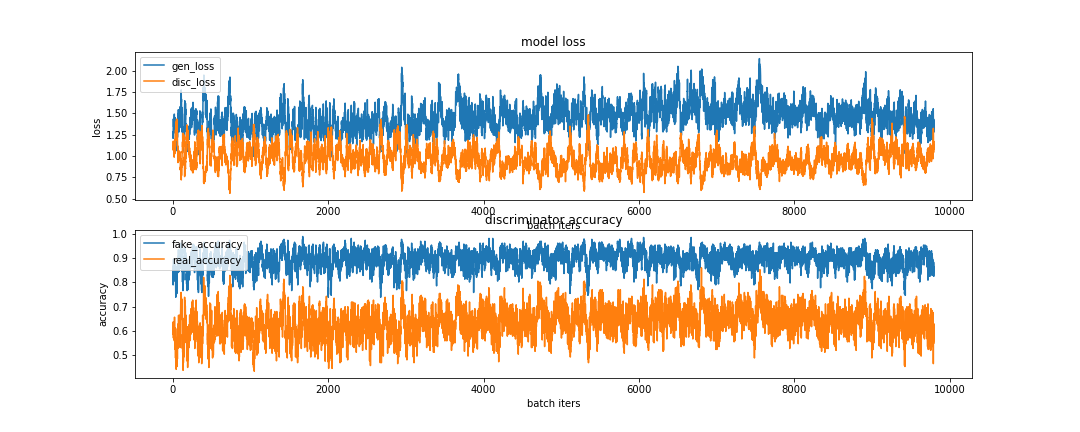 model loss
gen_loss
disc_loss
loss
2.00
1.75
1.50
1.25
1.00
0.75
0.50
0 2000 4000 6000 8000 10000
batch iters
discriminator accuracy
fake_accuracy
real_accuracy
accuracy
1.0
0.9
0.8
0.7
0.6
0.5
0 2000 4000 6000 8000 10000
batch iters